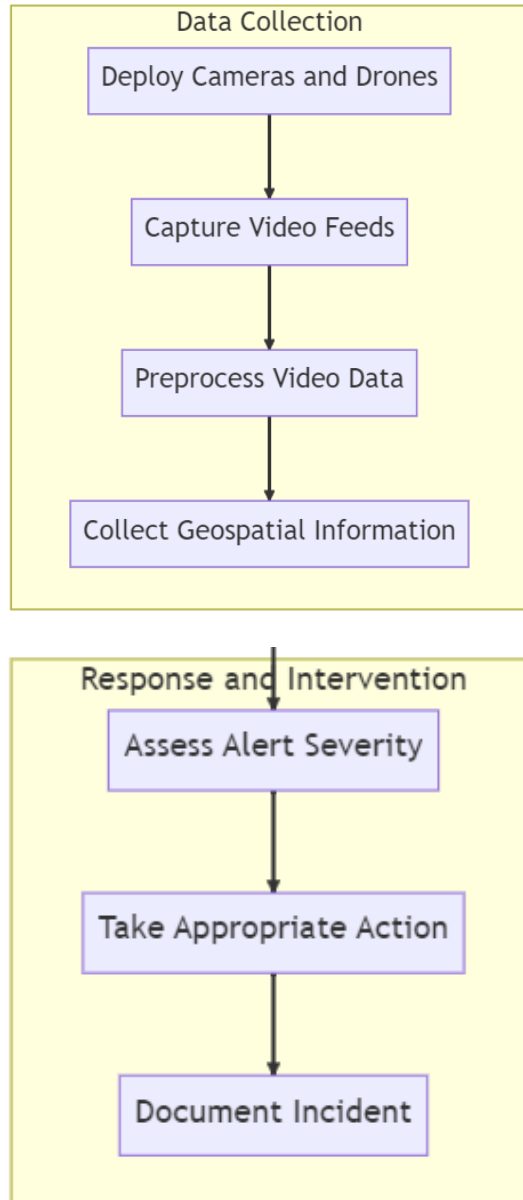 Data Collection
Deploy Cameras and Drones
Capture Video Feeds
Preprocess Video Data
Collect Geospatial Information
Response and Intervention
Assess Alert Severity
Take Appropriate Action
Document Incident